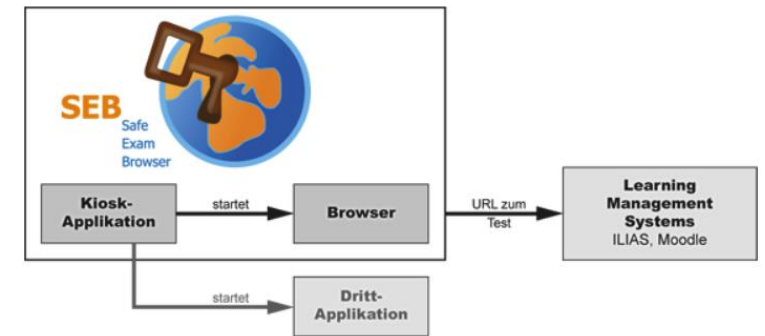 SEB
Safe
Exam
Browser
Kiosk-
Applikation
startet
Browser
URL zum
Test
Learning
Management
Systems
ILIAS, Moodle
startet
Dritt-
Applikation